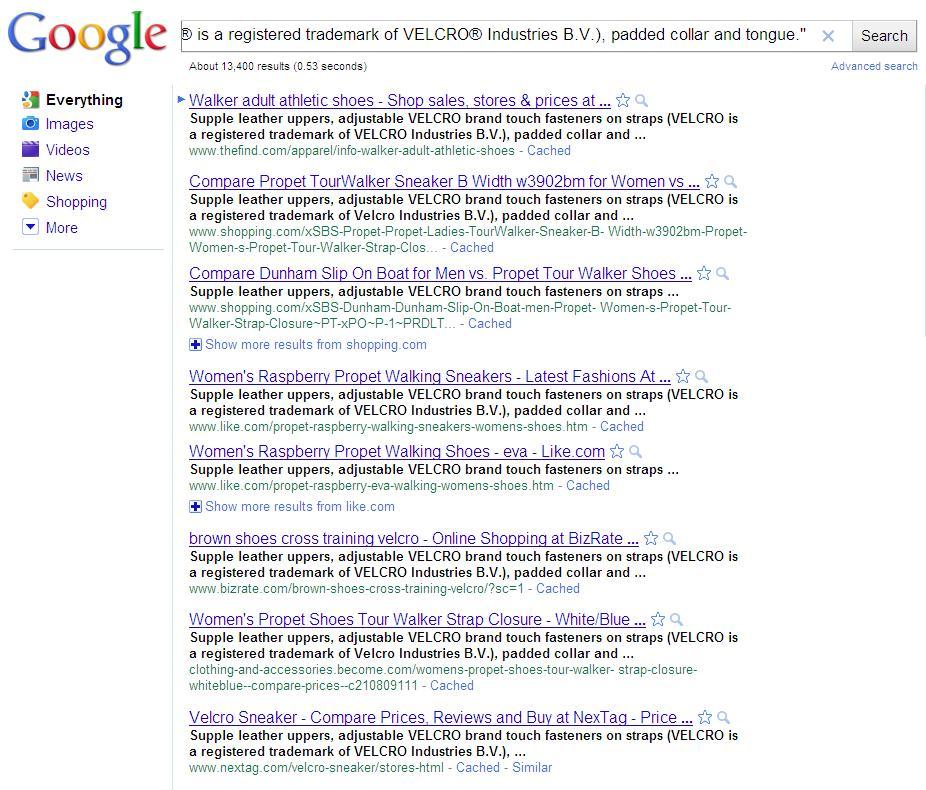 Google
® is a registered trademark of VELCRO® Industries B.V.), padded collar and tongue."
Search
About 13,400 results (0.53 seconds)
Advanced search
Everything
Images
Videos
News
Shopping
More
Walker adult athletic shoes - Shop sales, stores & prices at ...
Supple leather uppers, adjustable VELCRO brand touch fasteners on straps (VELCRO is
a registered trademark of VELCRO Industries B.V.), padded collar and ...
www.thefind.com/apparel/info-walker-adult-athletic-shoes - Cached
Compare Propet TourWalker Sneaker B Width w3902bm for Women vs ...
Supple leather uppers, adjustable VELCRO brand touch fasteners on straps (VELCRO is
a registered trademark of Velcro Industries B.V.), padded collar and ...
www.shopping.com/xSBS-Propet-Propet-Ladies-TourWalker-Sneaker-B- Width-w3902bm-Propet-
Women-s-Propet-Tour-Walker-Strap-Clos... - Cached
Compare Dunham Slip On Boat for Men vs. Propet Tour Walker Shoes ...
Supple leather uppers, adjustable VELCRO brand touch fasteners on straps ...
www.shopping.com/xSBS-Dunham-Dunham-Slip-On-Boat-men-Propet- Women-s-Propet-Tour-
Walker-Strap-Closure~PT-xPO~P-1~PRDLT... - Cached
Show more results from shopping.com
Women's Raspberry Propet Walking Sneakers - Latest Fashions At ...
Supple leather uppers, adjustable VELCRO brand touch fasteners on straps (VELCRO is
a registered trademark of VELCRO Industries B.V.), padded collar and ...
www.like.com/propet-raspberry-walking-sneakers-womens-shoes.htm - Cached
Women's Raspberry Propet Walking Shoes - eva - Like.com
Supple leather uppers, adjustable VELCRO brand touch fasteners on straps ...
www.like.com/propet-raspberry-eva-walking-womens-shoes.htm - Cached
Show more results from like.com
brown shoes cross training velcro - Online Shopping at BizRate ...
Supple leather uppers, adjustable VELCRO brand touch fasteners on straps (VELCRO is
a registered trademark of VELCRO Industries B.V.), padded collar and ...
www.bizrate.com/brown-shoes-cross-training-velcro/?sc=1 - Cached
Women's Propet Shoes Tour Walker Strap Closure - White/Blue ...
Supple leather uppers, adjustable VELCRO brand touch fasteners on straps (VELCRO is
a registered trademark of Velcro Industries B.V.), padded collar and ...
clothing-and-accessories.become.com/womens-propet-shoes-tour-walker- strap-closure-
whiteblue--compare-prices--c210809111 - Cached
Velcro Sneaker - Compare Prices, Reviews and Buy at NexTag - Price ...
Supple leather uppers, adjustable VELCRO brand touch fasteners on straps (VELCRO is
a registered trademark of VELCRO Industries B.V.), ...
www.nextag.com/velcro-sneaker/stores-html - Cached - Similar